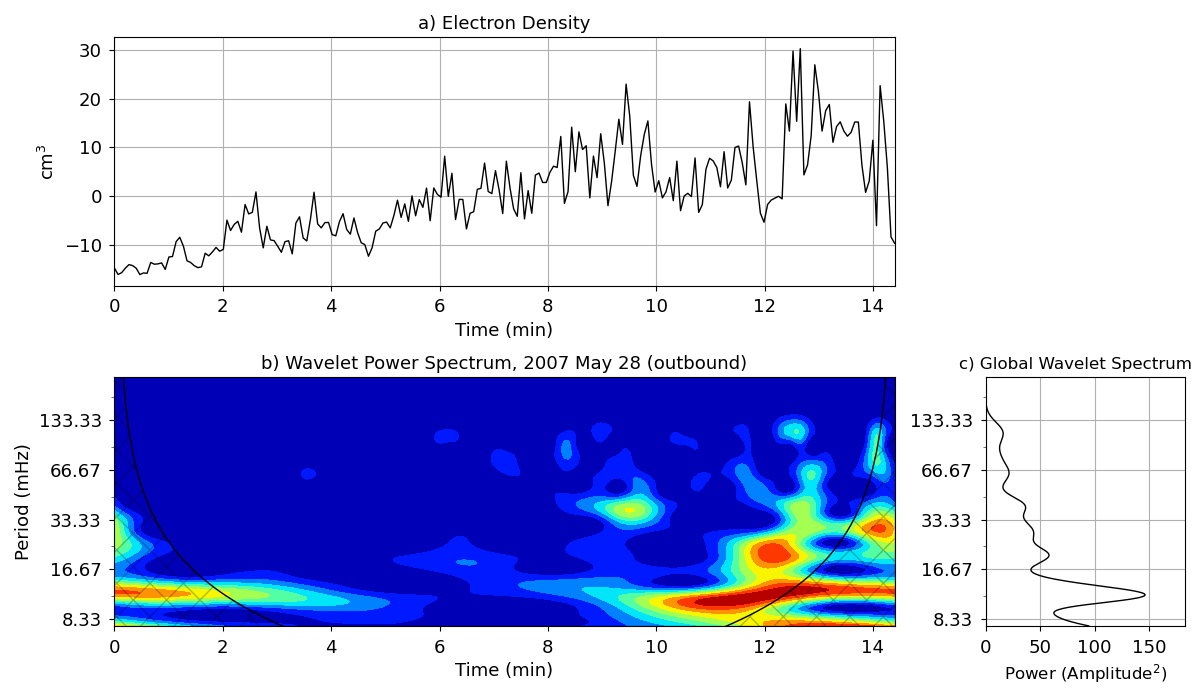 a) Electron Density
30
20
10
0
−10
cm³
0 2 4 6 8 10 12 14
Time (min)
b) Wavelet Power Spectrum, 2007 May 28 (outbound)
133.33
66.67
33.33
16.67
8.33
Period (mHz)
0 2 4 6 8 10 12 14
Time (min)
c) Global Wavelet Spectrum
133.33
66.67
33.33
16.67
8.33
0 50 100 150
Power (Amplitude²)